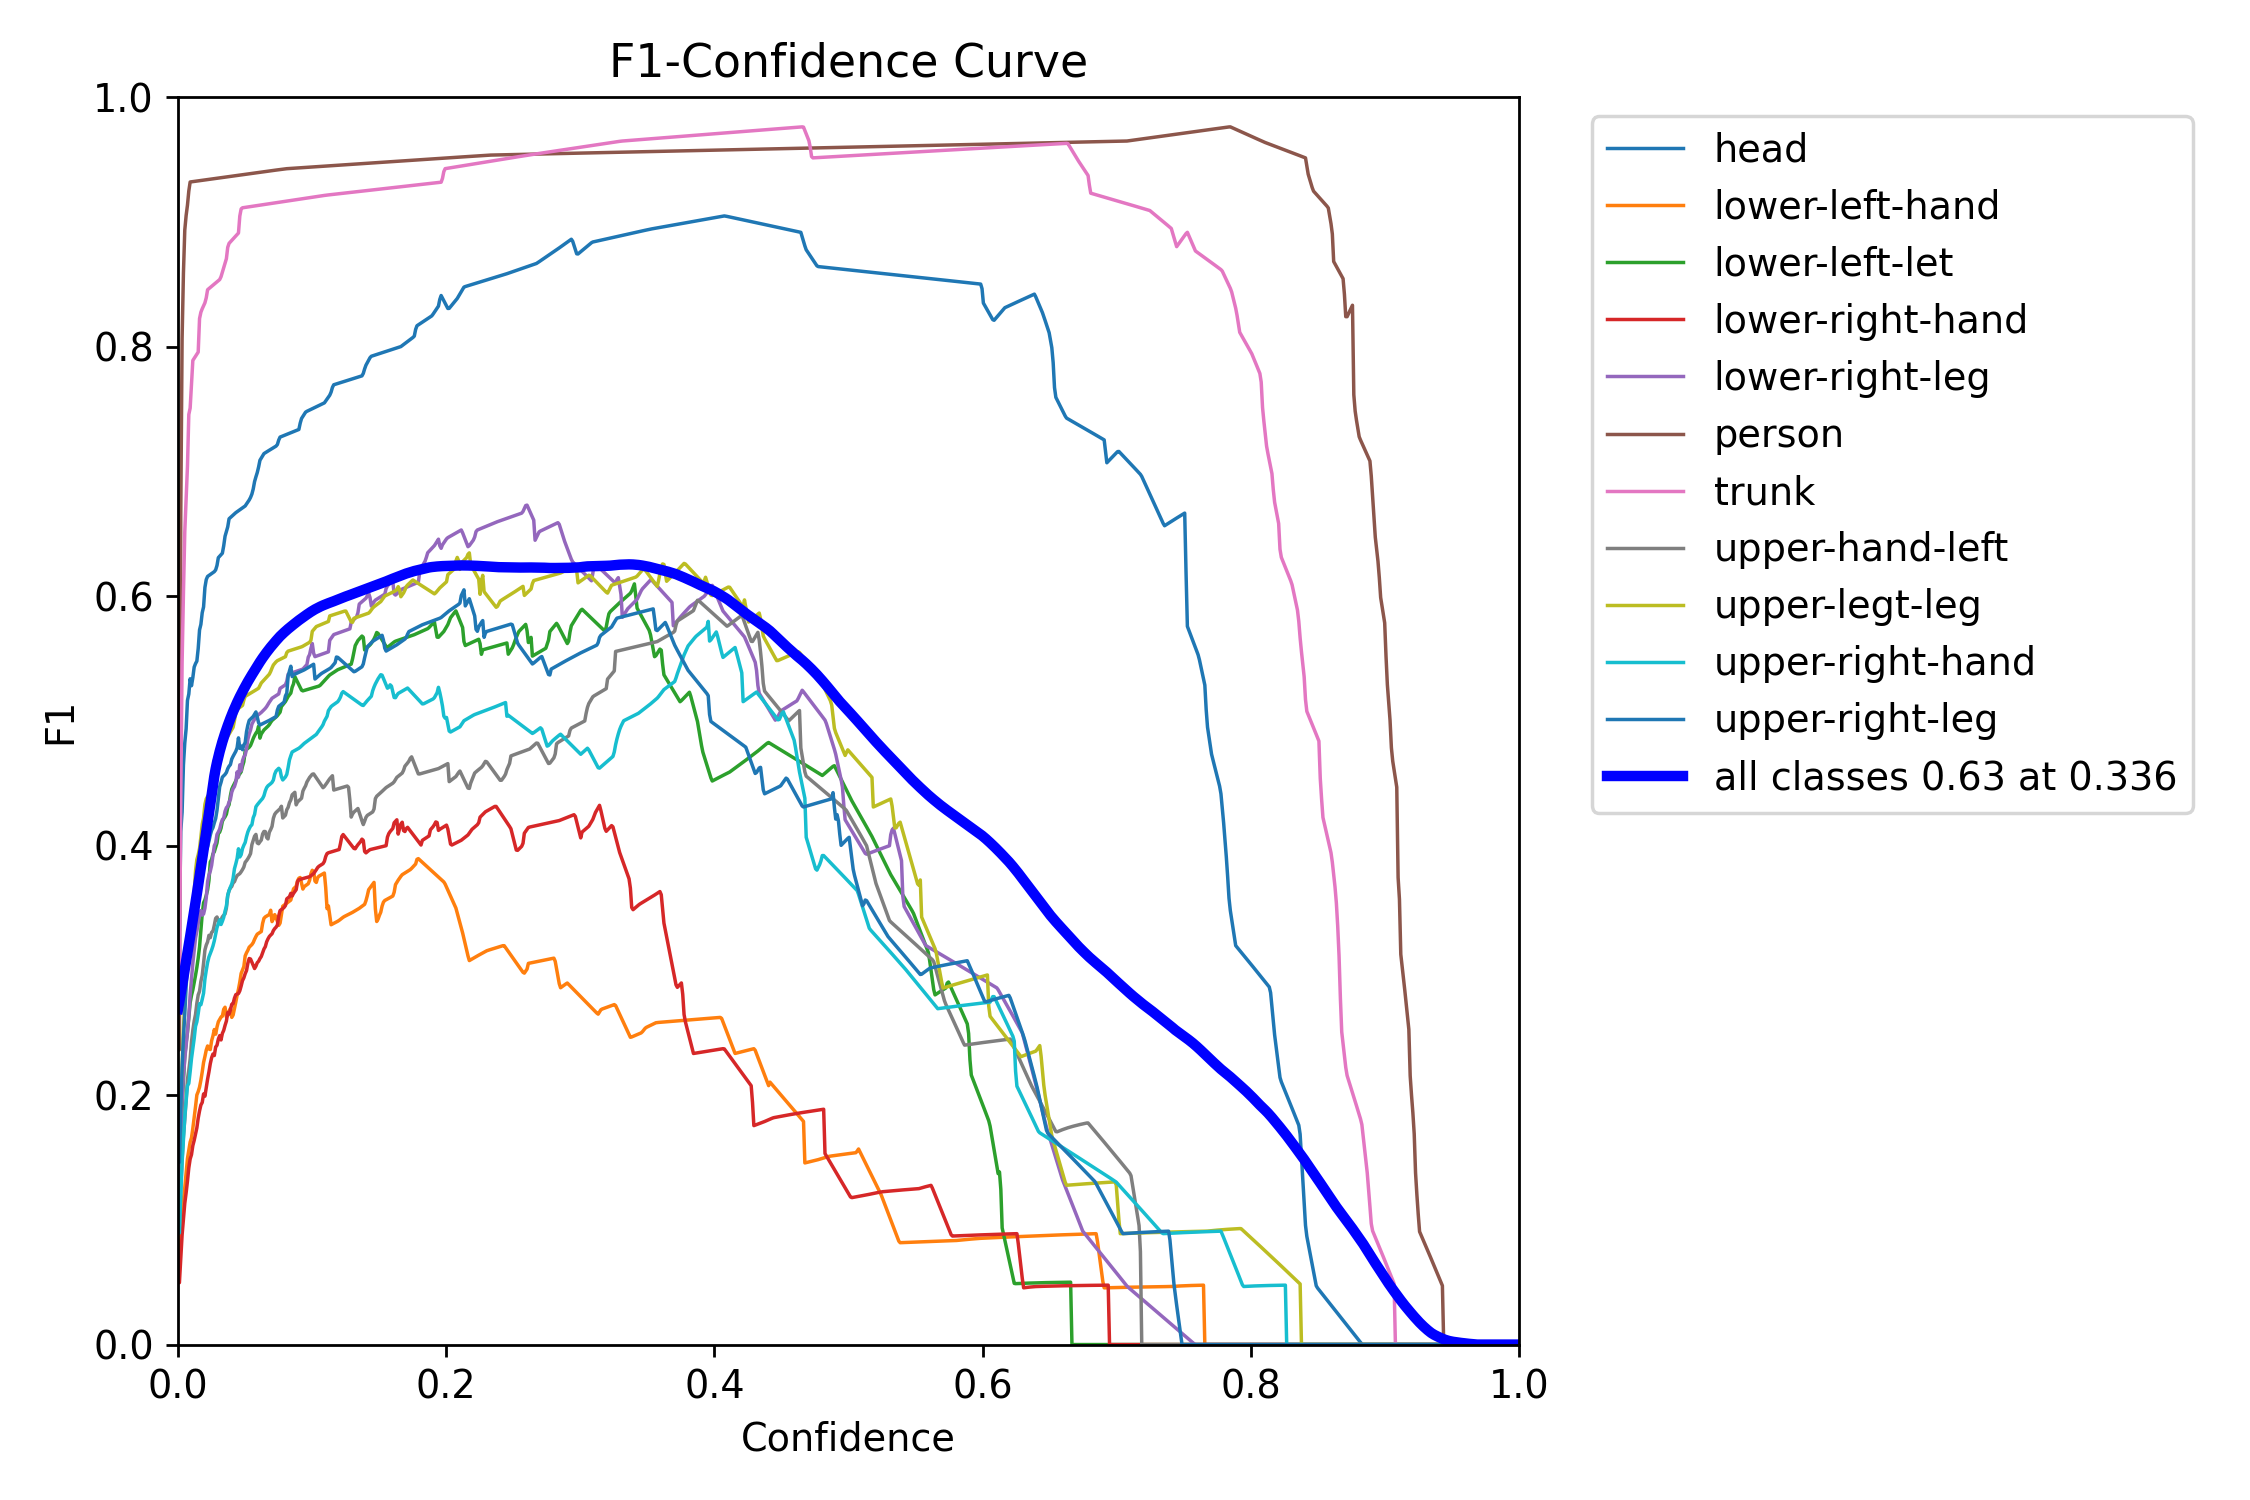 F1-Confidence Curve
1.0
0.8
0.6
0.4
0.2
0.0
F1
0.0 0.2 0.4 0.6 0.8 1.0
Confidence
head
lower-left-hand
lower-left-let
lower-right-hand
lower-right-leg
person
trunk
upper-hand-left
upper-legt-leg
upper-right-hand
upper-right-leg
all classes 0.63 at 0.336